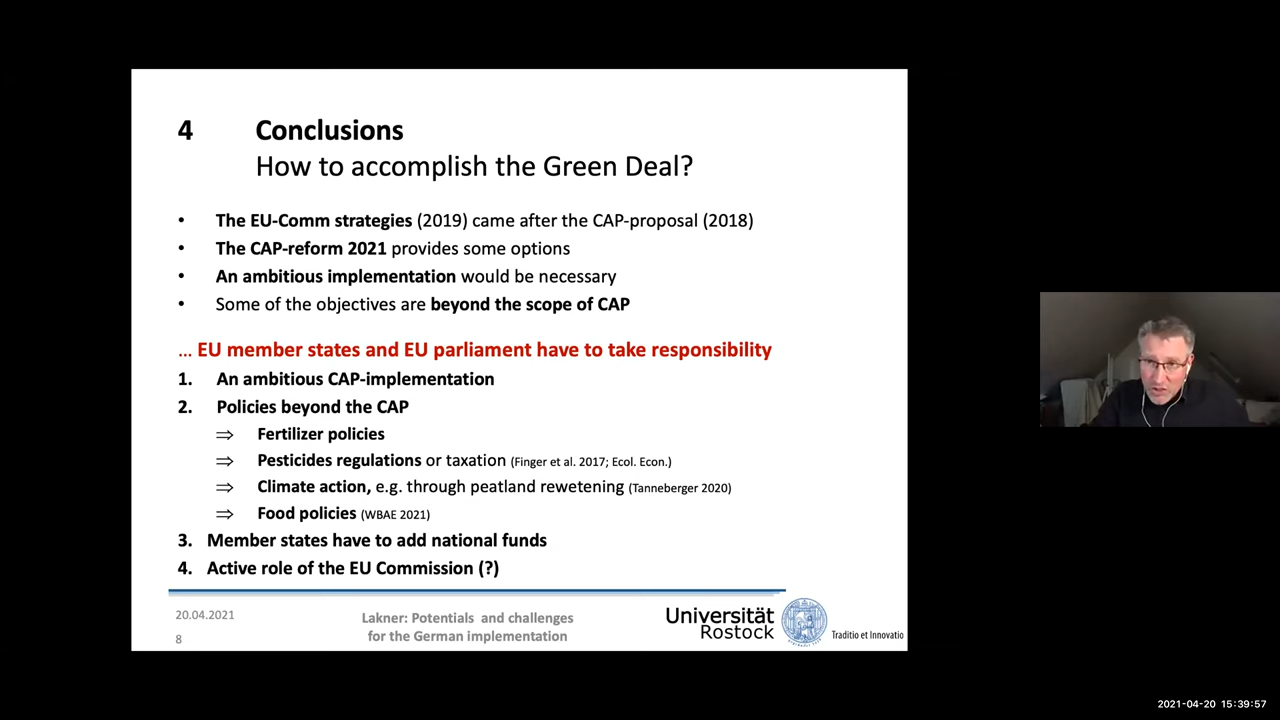 4 Conclusions
How to accomplish the Green Deal?
• The EU-Comm strategies (2019) came after the CAP-proposal (2018)
• The CAP-reform 2021 provides some options
• An ambitious implementation would be necessary
• Some of the objectives are beyond the scope of CAP
... EU member states and EU parliament have to take responsibility
1. An ambitious CAP-implementation
2. Policies beyond the CAP
⇒ Fertilizer policies
⇒ Pesticides regulations or taxation (Finger et al. 2017; Ecol. Econ.)
⇒ Climate action, e.g. through peatland rewetening (Tanneberger 2020)
⇒ Food policies (WBAE 2021)
3. Member states have to add national funds
4. Active role of the EU Commission (?)
20.04.2021
8
Lakner: Potentials and challenges
for the German implementation
Universität
Rostock
Traditio et Innovatio
2021-04-20 15:39:57